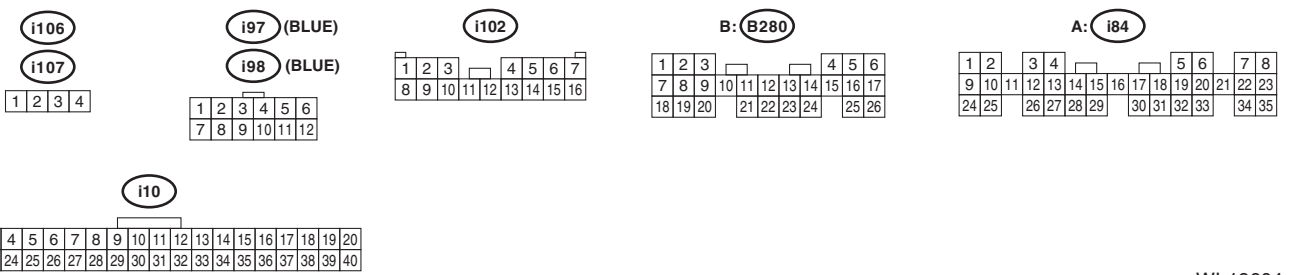 i106
i107
1 2 3 4
i97 (BLUE)
i98 (BLUE)
1 2 3 4 5 6
7 8 9 10 11 12
i102
1 2 3 4 5 6 7
8 9 10 11 12 13 14 15 16
B: B280
1 2 3 4 5 6
7 8 9 10 11 12 13 14 15 16 17
18 19 20 21 22 23 24 25 26
A: i84
1 2 3 4 5 6 7 8
9 10 11 12 13 14 15 16 17 18 19 20 21 22 23
24 25 26 27 28 29 30 31 32 33 34 35
i10
4 5 6 7 8 9 10 11 12 13 14 15 16 17 18 19 20
24 25 26 27 28 29 30 31 32 33 34 35 36 37 38 39 40